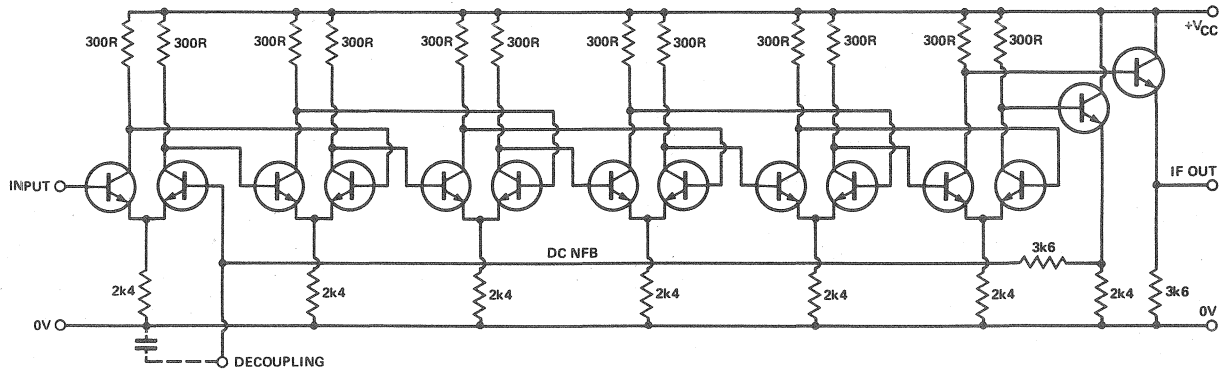 300R 300R 300R 300R 300R 300R 300R 300R 300R 300R 300R 300R
+VCC
INPUT
IF OUT
DC NFB
3k6
2k4 2k4 2k4 2k4 2k4 2k4 2k4 3k6
0V
0V
DECOUPLING